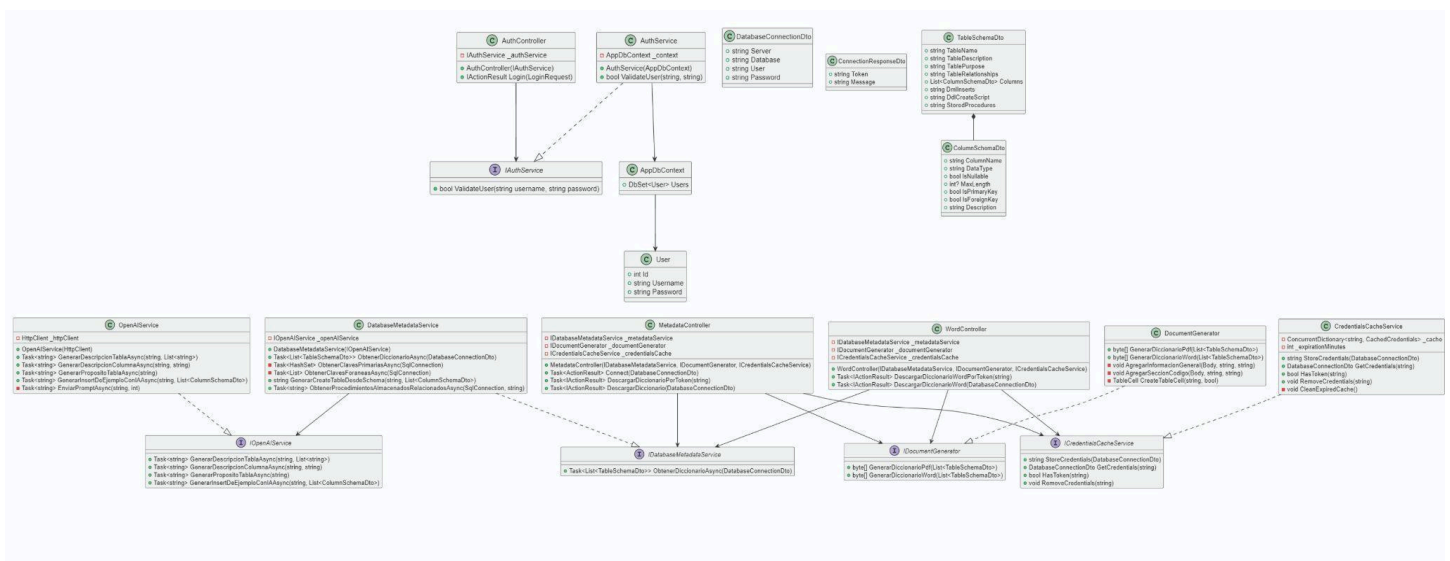 C AuthController
IAuthService _authService
AuthController(IAuthService)
IActionResult Login(LoginRequest)
C AuthService
AppDbContext _context
AuthService(AppDbContext)
bool ValidateUser(string, string)
C DatabaseConnectionDto
string Server
string Database
string User
string Password
C ConnectionResponseDto
string Token
string Message
C TableSchemaDto
string TableName
string TableDescription
string TablePurpose
string TableRelationships
List<ColumnSchemaDto> Columns
string DmlInserts
string DdlCreateScript
string StoredProcedures
C ColumnSchemaDto
string ColumnName
string DataType
bool IsNullable
int? MaxLength
bool IsPrimaryKey
bool IsForeignKey
string Description
I IAuthService
bool ValidateUser(string username, string password)
C AppDbContext
DbSet<User> Users
C User
int Id
string Username
string Password
C OpenAIService
HttpClient _httpClient
OpenAIService(HttpClient)
Task<string> GenerarDescripcionTablaAsync(string, List<string>)
Task<string> GenerarDescripcionColumnaAsync(string, string)
Task<string> GenerarPropositoTablaAsync(string)
Task<string> GenerarInsertDeEjemploConIAAsync(string, List<ColumnSchemaDto>)
Task<string> EnviarPromptAsync(string, int)
C DatabaseMetadataService
IOpenAIService _openAIService
DatabaseMetadataService(IOpenAIService)
Task<List<TableSchemaDto>> ObtenerDiccionarioAsync(DatabaseConnectionDto)
Task<HashSet> ObtenerClavesPrimariasAsync(SqlConnection)
Task<List> ObtenerClavesForaneasAsync(SqlConnection)
string GenerarCreateTableDesdeSchema(string, List<ColumnSchemaDto>)
Task<string> ObtenerProcedimientosAlmacenadosRelacionadosAsync(SqlConnection, string)
C MetadataController
IDatabaseMetadataService _metadataService
IDocumentGenerator _documentGenerator
ICredentialsCacheService _credentialsCache
MetadataController(IDatabaseMetadataService, IDocumentGenerator, ICredentialsCacheService)
Task<ActionResult> Connect(DatabaseConnectionDto)
Task<IActionResult> DescargarDiccionarioPorToken(string)
Task<IActionResult> DescargarDiccionario(DatabaseConnectionDto)
C WordController
IDatabaseMetadataService _metadataService
IDocumentGenerator _documentGenerator
ICredentialsCacheService _credentialsCache
WordController(IDatabaseMetadataService, IDocumentGenerator, ICredentialsCacheService)
Task<IActionResult> DescargarDiccionarioWordPorToken(string)
Task<IActionResult> DescargarDiccionarioWord(DatabaseConnectionDto)
C DocumentGenerator
byte[] GenerarDiccionarioPdf(List<TableSchemaDto>)
byte[] GenerarDiccionarioWord(List<TableSchemaDto>)
void AgregarInformacionGeneral(Body, string, string)
void AgregarSeccionCodigo(Body, string, string)
TableCell CreateTableCell(string, bool)
C CredentialsCacheService
ConcurrentDictionary<string, CachedCredentials> _cache
int _expirationMinutes
string StoreCredentials(DatabaseConnectionDto)
DatabaseConnectionDto GetCredentials(string)
bool HasToken(string)
void RemoveCredentials(string)
void CleanExpiredCache()
I IOpenAIService
Task<string> GenerarDescripcionTablaAsync(string, List<string>)
Task<string> GenerarDescripcionColumnaAsync(string, string)
Task<string> GenerarPropositoTablaAsync(string)
Task<string> GenerarInsertDeEjemploConIAAsync(string, List<ColumnSchemaDto>)
I IDatabaseMetadataService
Task<List<TableSchemaDto>> ObtenerDiccionarioAsync(DatabaseConnectionDto)
I IDocumentGenerator
byte[] GenerarDiccionarioPdf(List<TableSchemaDto>)
byte[] GenerarDiccionarioWord(List<TableSchemaDto>)
I ICredentialsCacheService
string StoreCredentials(DatabaseConnectionDto)
DatabaseConnectionDto GetCredentials(string)
bool HasToken(string)
void RemoveCredentials(string)